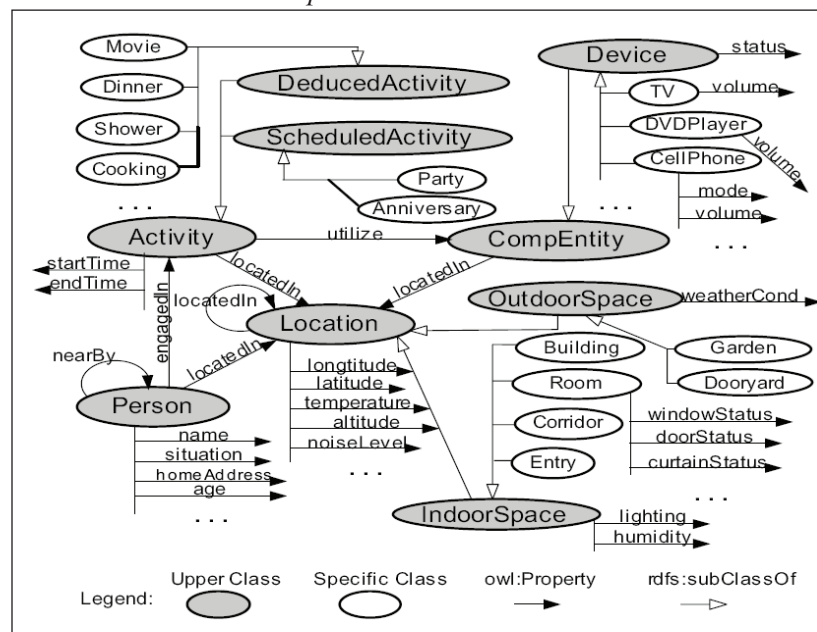 Movie
Dinner
Shower
Cooking
. . .
DeducedActivity
ScheduledActivity
Party
Anniversary
Device
status
TV
volume
DVDPlayer
volume
CellPhone
mode
volume
. . .
. . .
Activity
utilize
CompEntity
startTime
endTime
locatedIn
locatedIn
locatedIn
Location
engagedIn
locatedIn
nearBy
Person
OutdoorSpace
weatherCond
Building
Room
Corridor
Entry
Garden
Dooryard
longtitude
latitude
temperature
altitude
noiseLevel
. . .
windowStatus
doorStatus
curtainStatus
. . .
name
situation
homeAddress
age
. . .
IndoorSpace
lighting
humidity
Legend:
Upper Class
Specific Class
owl:Property
rdfs:subClassOf